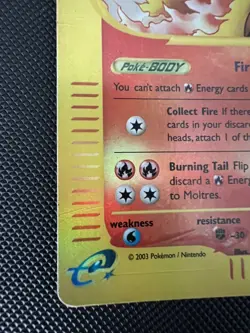 Poké-BODY Fir
You can't attach Energy cards
Collect Fire If there
cards in your discard
heads, attach 1 of th
Burning Tail Flip
discard a Energ
to Moltres.
weakness resistance
-30
© 2003 Pokémon / Nintendo
e